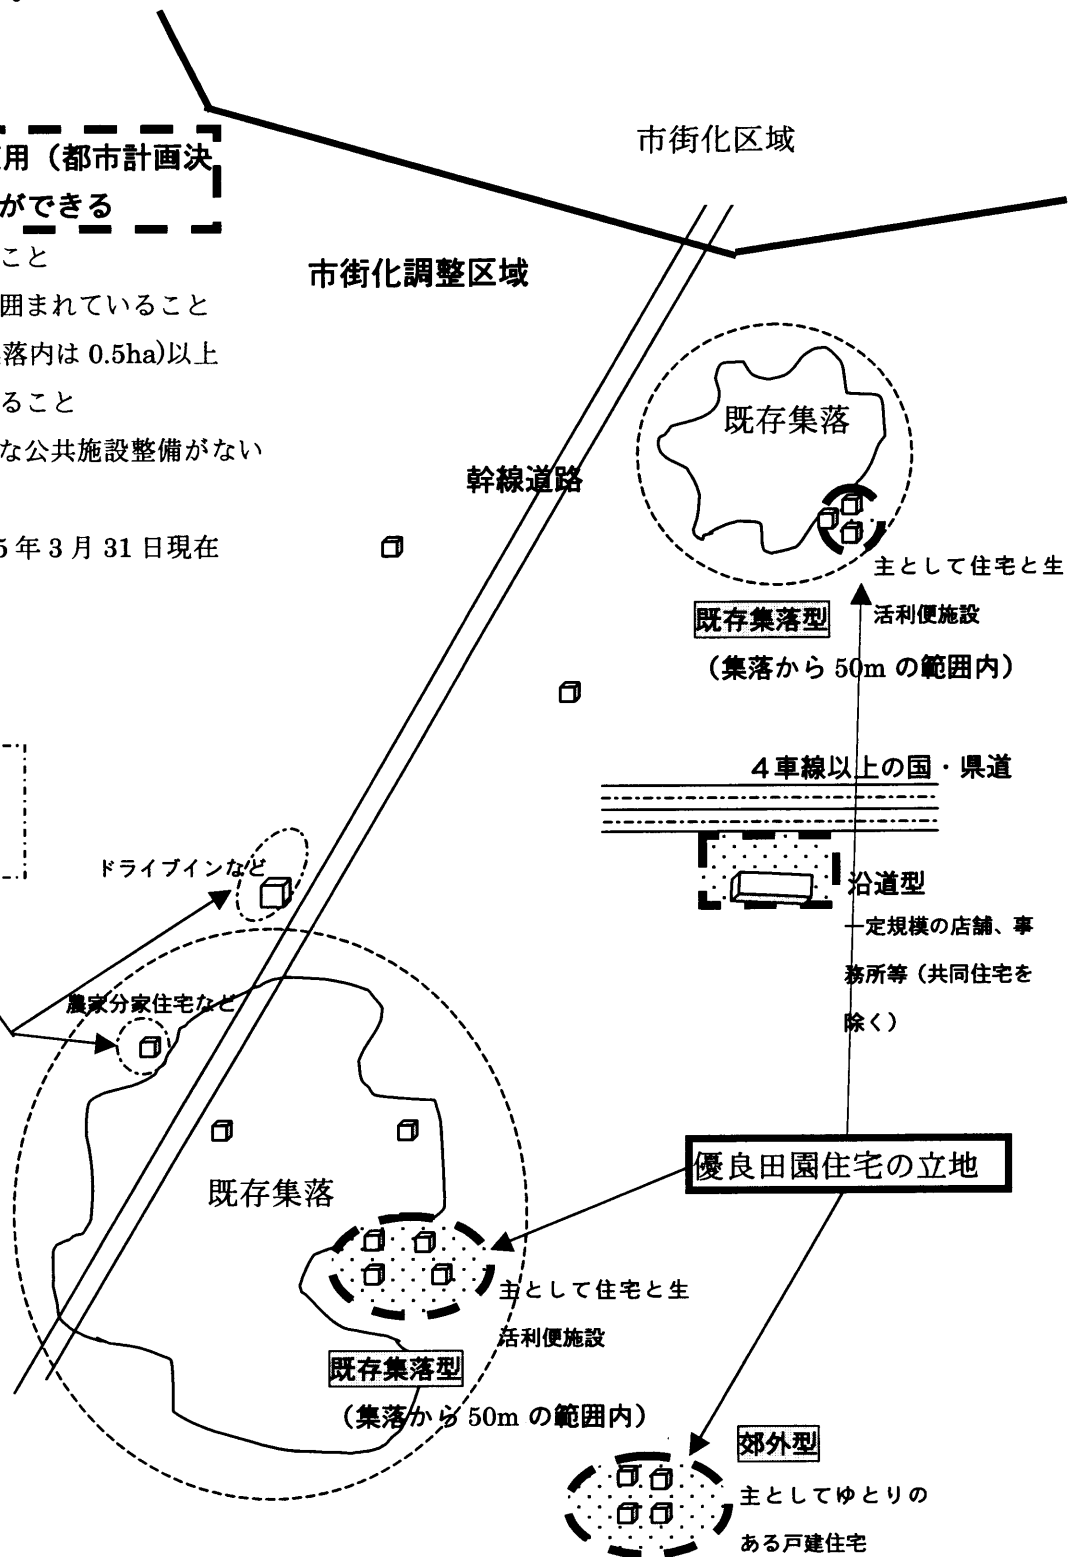 市街化区域
用（都市計画決
ができる
こと
囲まれていること
落内は 0.5ha)以上
ること
な公共施設整備がない
5 年 3 月 31 日現在
市街化調整区域
幹線道路
既存集落
主として住宅と生
活利便施設
既存集落型
（集落から 50m の範囲内）
４車線以上の国・県道
沿道型
一定規模の店舗、事
務所等（共同住宅を
除く）
ドライブインなど
農家分家住宅など
優良田園住宅の立地
既存集落
主として住宅と生
活利便施設
既存集落型
（集落から 50m の範囲内）
郊外型
主としてゆとりの
ある戸建住宅